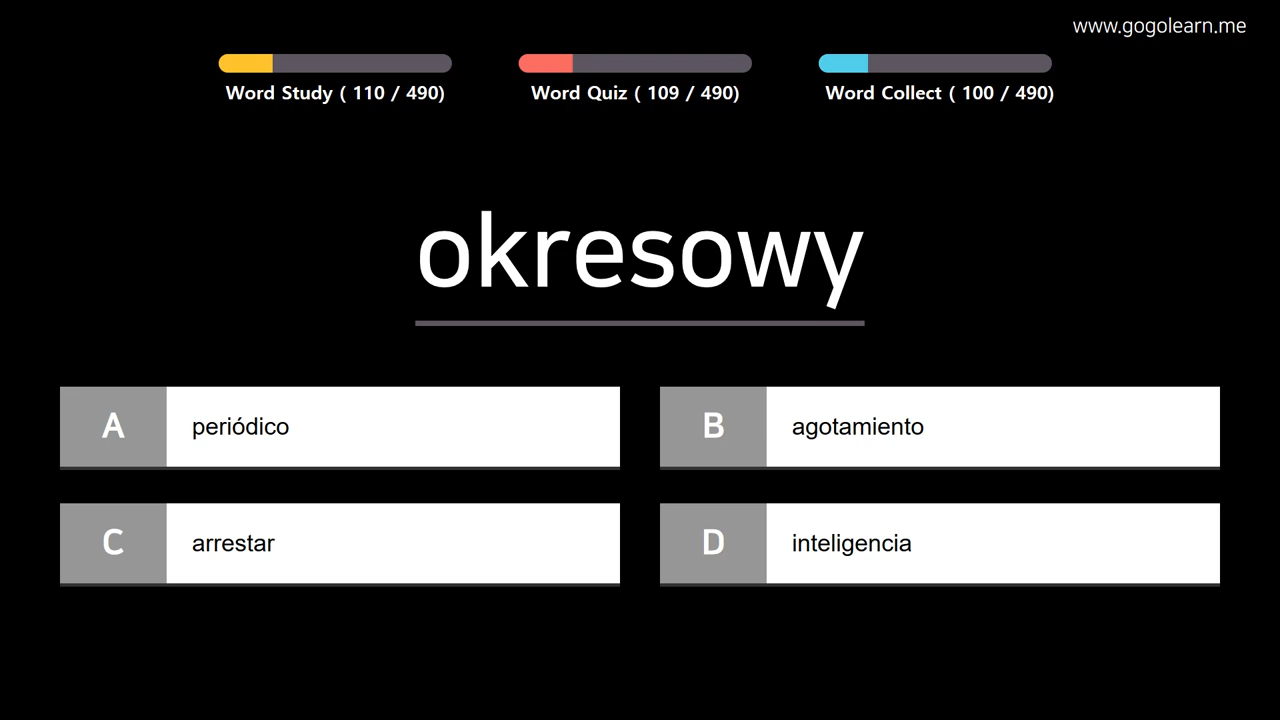 www.gogolearn.me
Word Study ( 110 / 490)
Word Quiz ( 109 / 490)
Word Collect ( 100 / 490)
okresowy
A periódico
B agotamiento
C arrestar
D inteligencia